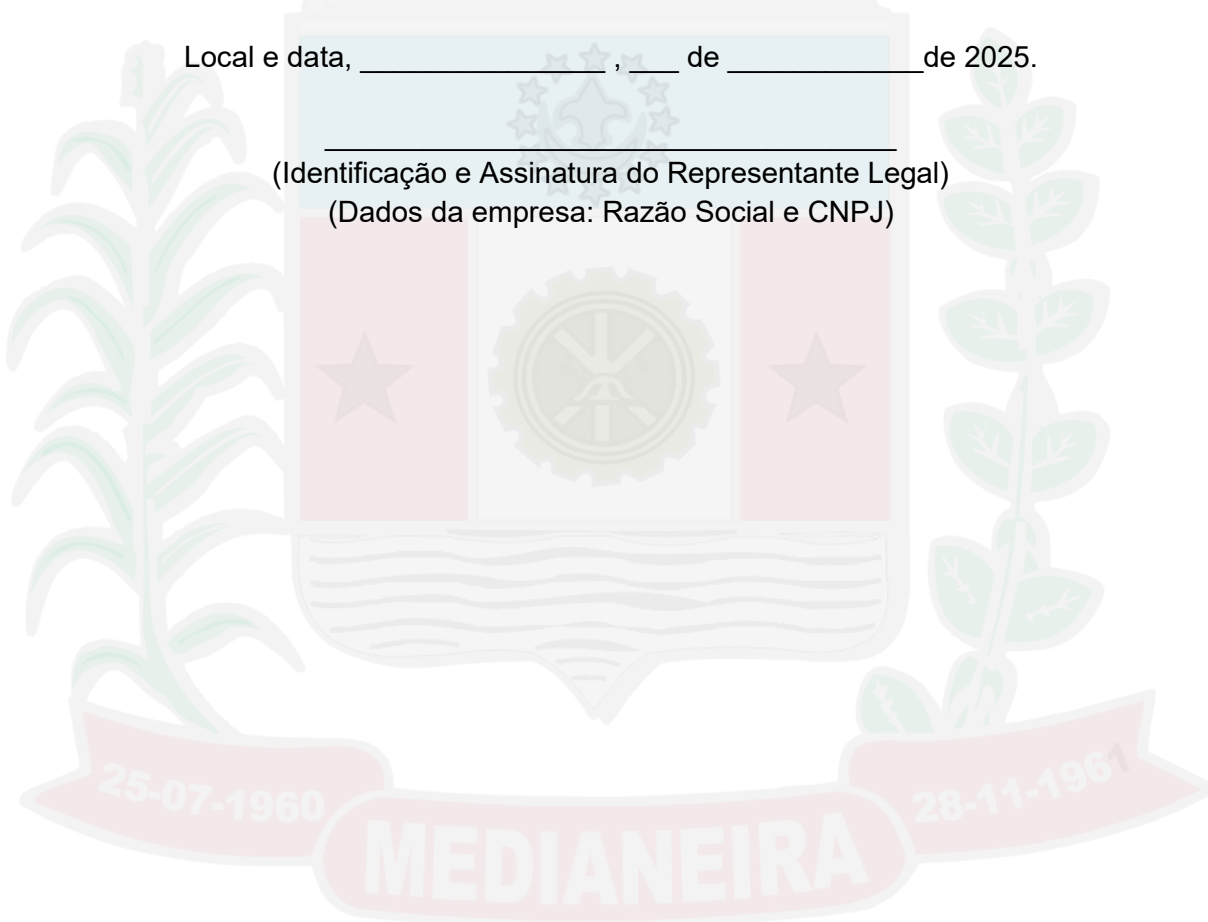 Local e data, _______________ , ___ de ____________de 2025.
___________________________________
(Identificação e Assinatura do Representante Legal)
(Dados da empresa: Razão Social e CNPJ)
25-07-1960
28-11-1961
MEDIANEIRA